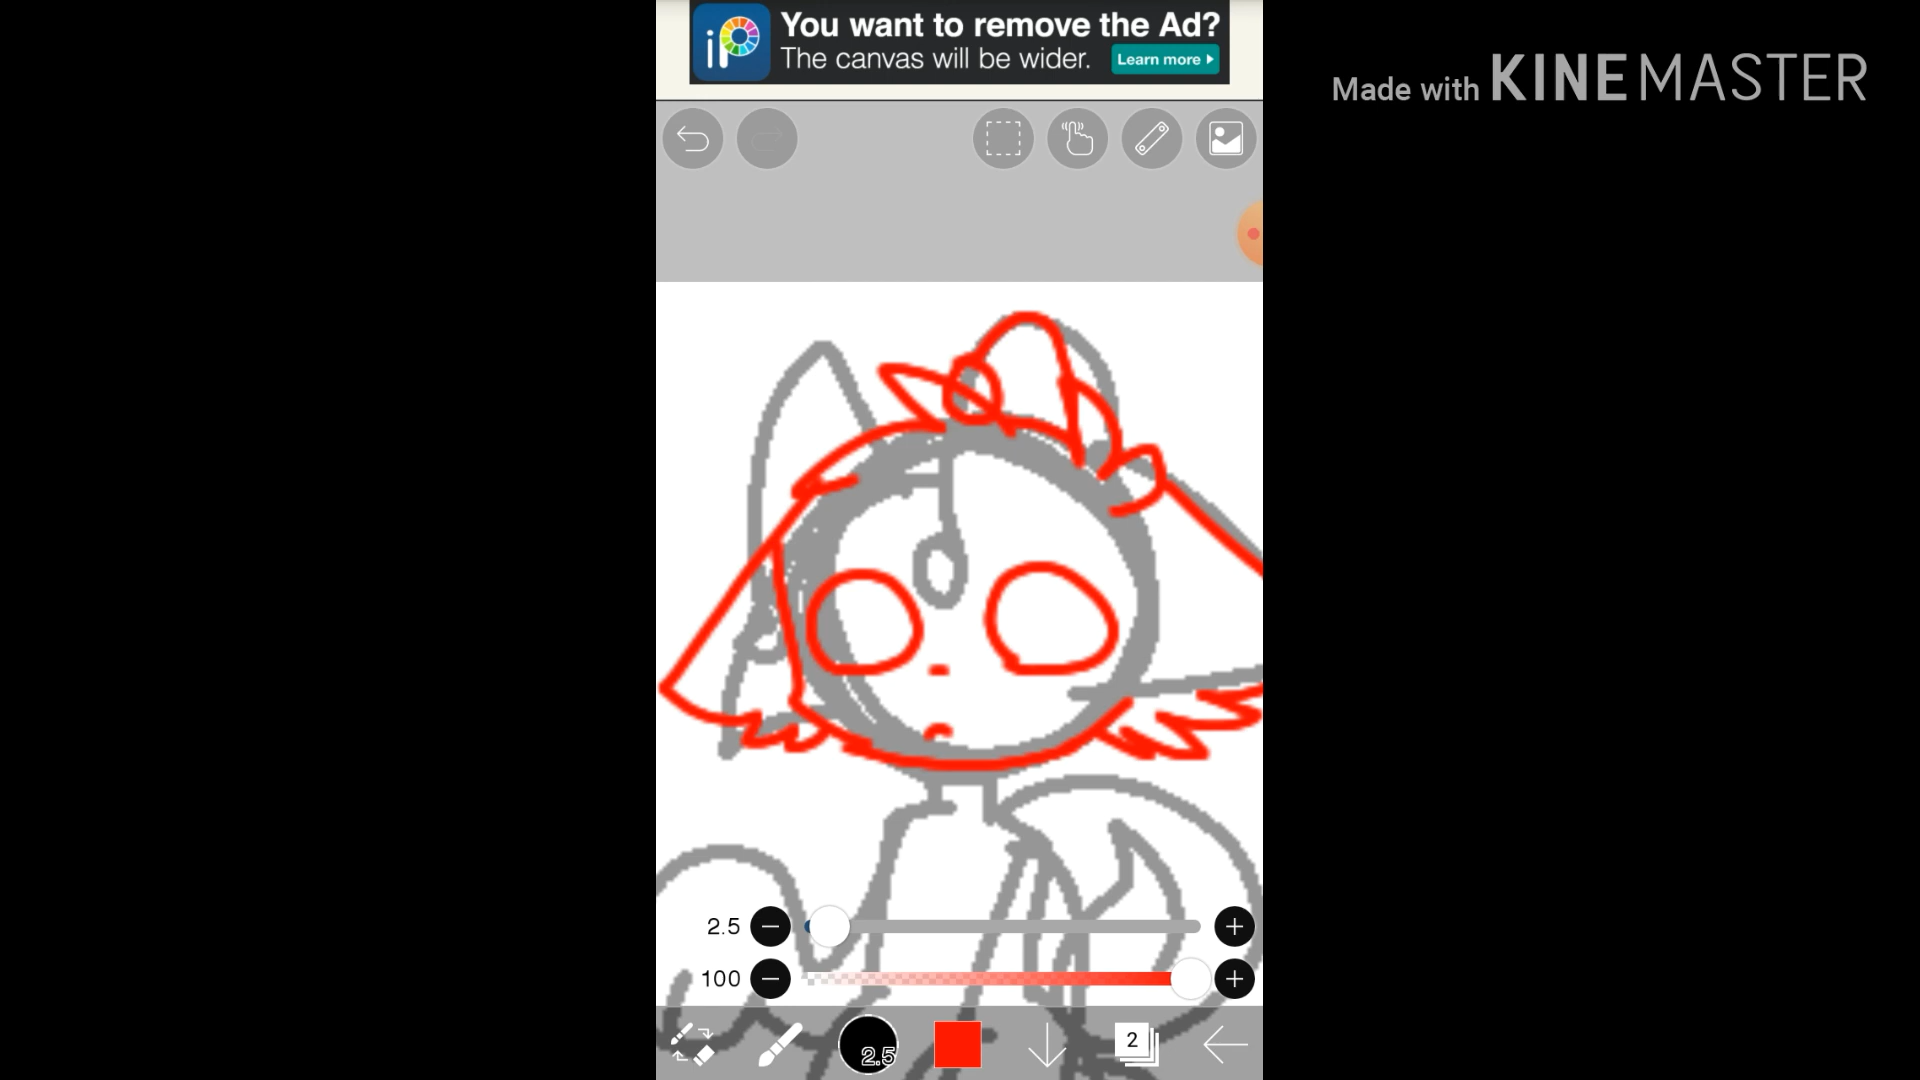 iP
You want to remove the Ad?
The canvas will be wider.
Learn more
Made with KINEMASTER
2.5
100
2.5
2